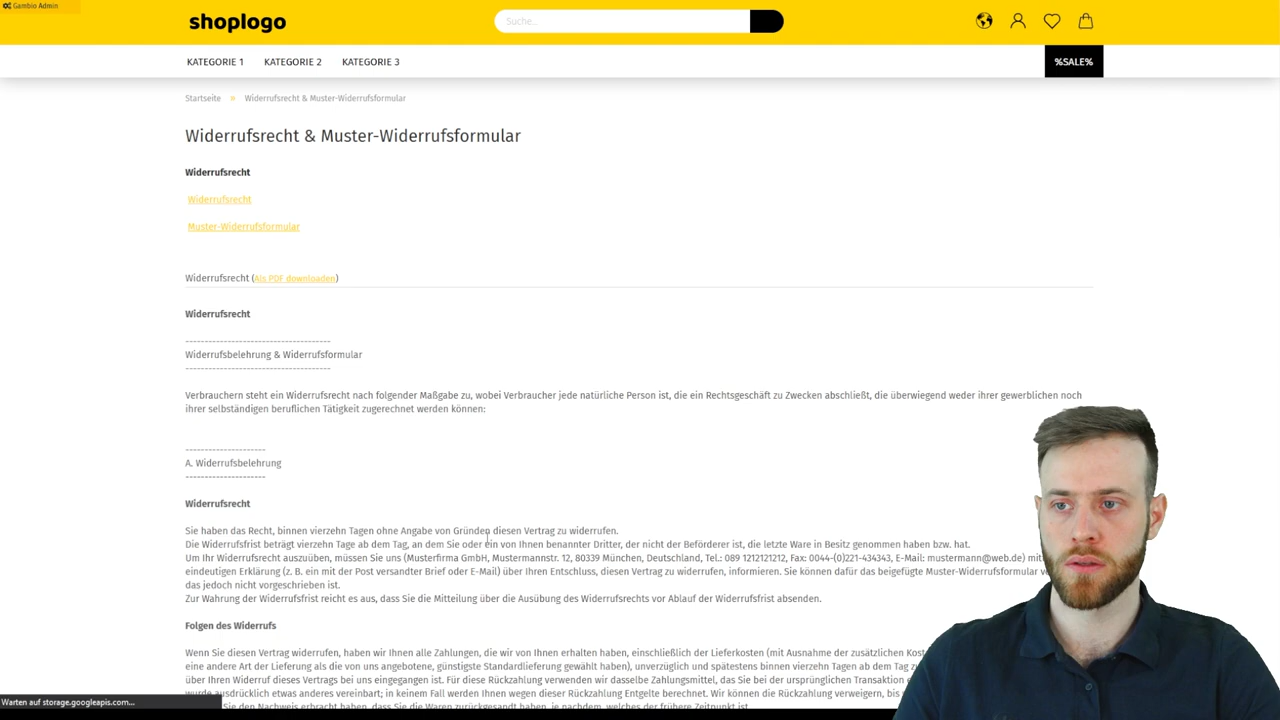 Gambio Admin
shoplogo
Suche...
KATEGORIE 1
KATEGORIE 2
KATEGORIE 3
%SALE%
Startseite » Widerrufsrecht & Muster-Widerrufsformular
Widerrufsrecht & Muster-Widerrufsformular
Widerrufsrecht
Widerrufsrecht
Muster-Widerrufsformular
Widerrufsrecht (Als PDF downloaden)
Widerrufsrecht
--------------------------------------
Widerrufsbelehrung & Widerrufsformular
--------------------------------------
Verbrauchern steht ein Widerrufsrecht nach folgender Maßgabe zu, wobei Verbraucher jede natürliche Person ist, die ein Rechtsgeschäft zu Zwecken abschließt, die überwiegend weder ihrer gewerblichen noch
ihrer selbständigen beruflichen Tätigkeit zugerechnet werden können:
---------------------
A. Widerrufsbelehrung
---------------------
Widerrufsrecht
Sie haben das Recht, binnen vierzehn Tagen ohne Angabe von Gründen diesen Vertrag zu widerrufen.
Die Widerrufsfrist beträgt vierzehn Tage ab dem Tag, an dem Sie oder ein von Ihnen benannter Dritter, der nicht der Beförderer ist, die letzte Ware in Besitz genommen haben bzw. hat.
Um Ihr Widerrufsrecht auszuüben, müssen Sie uns (Musterfirma GmbH, Mustermannstr. 12, 80339 München, Deutschland, Tel.: 089 1212121212, Fax: 0044-(0)221-434343, E-Mail: mustermann@web.de)
eindeutigen Erklärung (z. B. ein mit der Post versandter Brief oder E-Mail) über Ihren Entschluss, diesen Vertrag zu widerrufen, informieren. Sie können dafür das beigefügte Muster-Widerrufsformular
das jedoch nicht vorgeschrieben ist.
Zur Wahrung der Widerrufsfrist reicht es aus, dass Sie die Mitteilung über die Ausübung des Widerrufsrechts vor Ablauf der Widerrufsfrist absenden.
Folgen des Widerrufs
Wenn Sie diesen Vertrag widerrufen, haben wir Ihnen alle Zahlungen, die wir von Ihnen erhalten haben, einschließlich der Lieferkosten (mit Ausnahme der zusätzlichen
eine andere Art der Lieferung als die von uns angebotene, günstigste Standardlieferung gewählt haben), unverzüglich und spätestens binnen vierzehn Tagen ab dem Tag
über Ihren Widerruf dieses Vertrags bei uns eingegangen ist. Für diese Rückzahlung verwenden wir dasselbe Zahlungsmittel, das Sie bei der ursprünglichen Transaktion
wurde ausdrücklich etwas anderes vereinbart; in keinem Fall werden Ihnen wegen dieser Rückzahlung Entgelte berechnet. Wir können die Rückzahlung verweigern, bis
Sie den Nachweis erbracht haben, dass Sie die Waren zurückgesandt haben, je nachdem, welches der frühere Zeitpunkt ist.
Warten auf storage.googleapis.com...